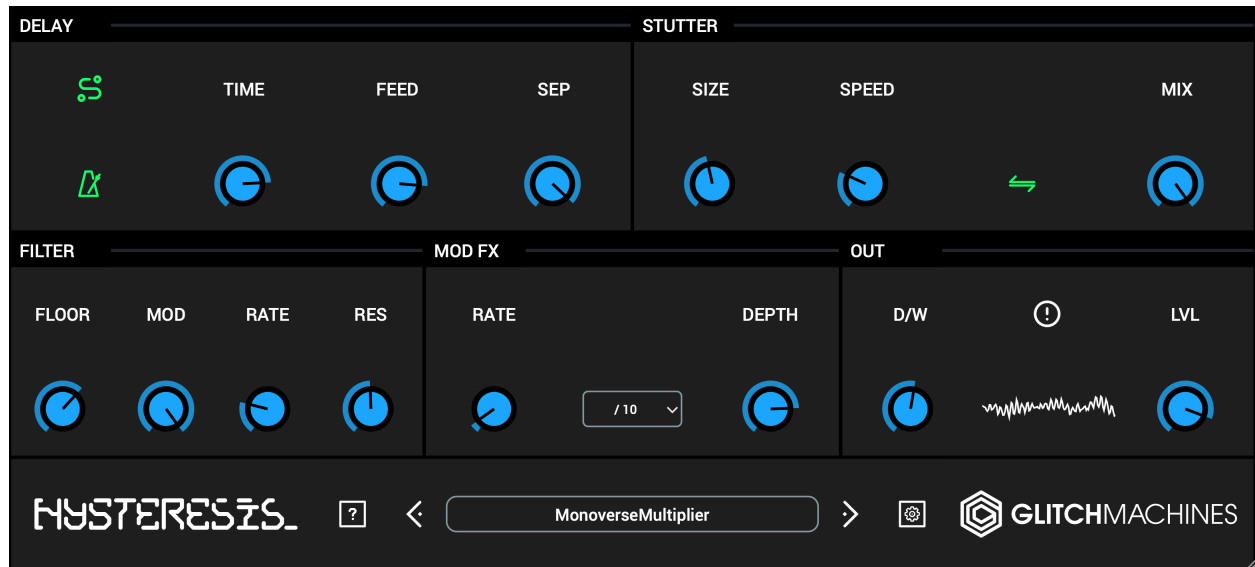 DELAY
STUTTER
TIME FEED SEP
SIZE SPEED MIX
FILTER
MOD FX
OUT
FLOOR MOD RATE RES
RATE DEPTH
D/W LVL
/ 10
HYSTERESIS_
?
MonoverseMultiplier
GLITCHMACHINES